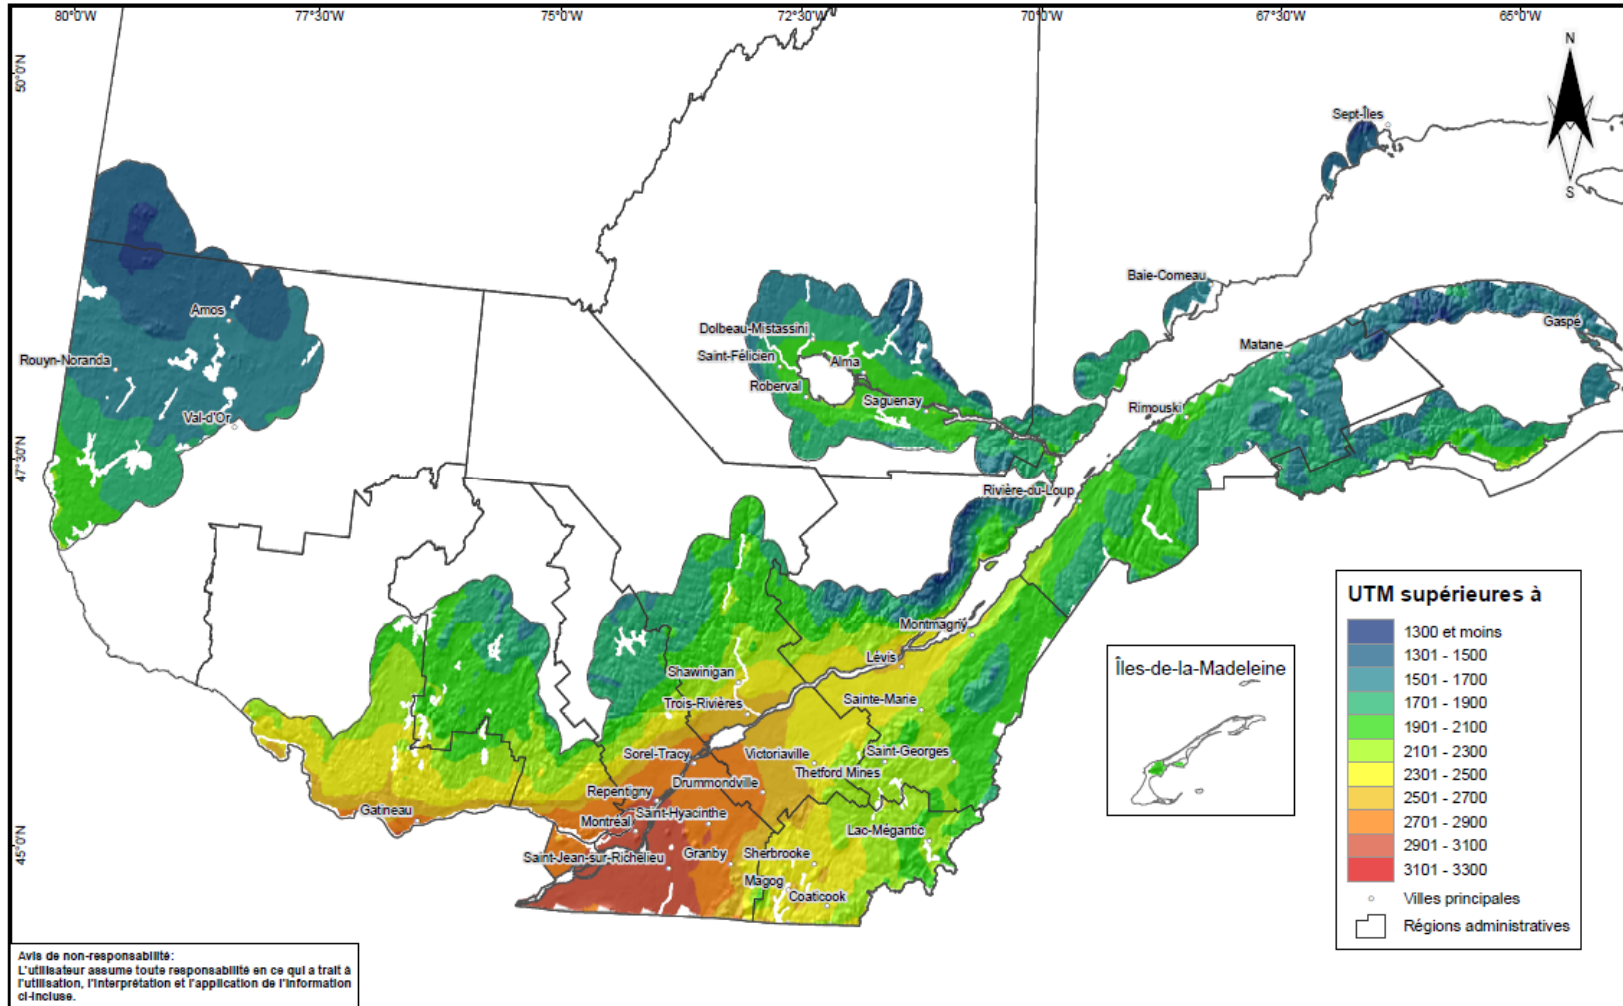 80°0'W
77°30'W
75°0'W
72°30'W
70°0'W
67°30'W
65°0'W
50°0'N
47°30'N
45°0'N
N
S
Sept-Îles
Baie-Comeau
Gaspé
Matane
Rimouski
Amos
Rouyn-Noranda
Val-d'Or
Dolbeau-Mistassini
Saint-Félicien
Alma
Roberval
Saguenay
Rivière-du-Loup
Montmagny
Lévis
Shawinigan
Trois-Rivières
Sainte-Marie
Sorel-Tracy
Victoriaville
Saint-Georges
Thetford Mines
Drummondville
Repentigny
Gatineau
Saint-Hyacinthe
Montréal
Lac-Mégantic
Saint-Jean-sur-Richelieu
Granby
Sherbrooke
Magog
Coaticook
Îles-de-la-Madeleine
UTM supérieures à
1300 et moins
1301 - 1500
1501 - 1700
1701 - 1900
1901 - 2100
2101 - 2300
2301 - 2500
2501 - 2700
2701 - 2900
2901 - 3100
3101 - 3300
Villes principales
Régions administratives
Avis de non-responsabilité:
L'utilisateur assume toute responsabilité en ce qui a trait à
l'utilisation, l'interprétation et l'application de l'information
ci-incluse.